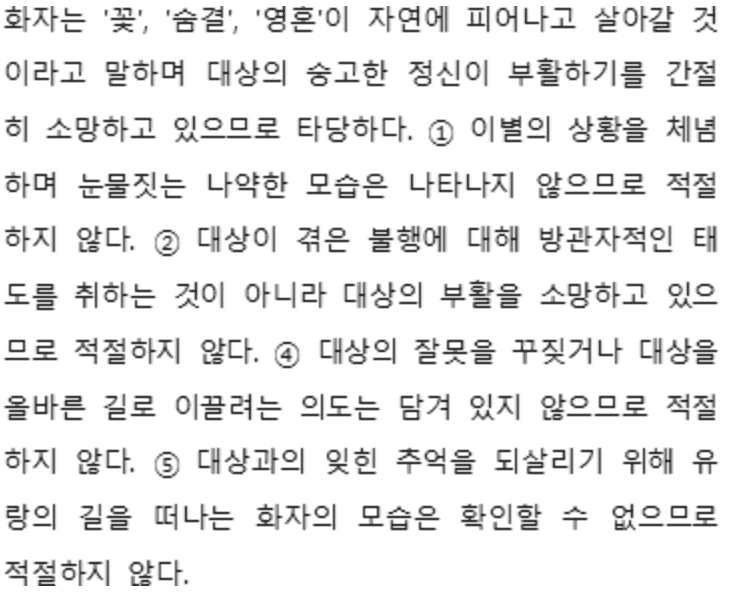 화자는 '꽃', '숨결', '영혼'이 자연에 피어나고 살아갈 것
이라고 말하며 대상의 숭고한 정신이 부활하기를 간절
히 소망하고 있으므로 타당하다. ① 이별의 상황을 체념
하며 눈물짓는 나약한 모습은 나타나지 않으므로 적절
하지 않다. ② 대상이 겪은 불행에 대해 방관자적인 태
도를 취하는 것이 아니라 대상의 부활을 소망하고 있으
므로 적절하지 않다. ④ 대상의 잘못을 꾸짖거나 대상을
올바른 길로 이끌려는 의도는 담겨 있지 않으므로 적절
하지 않다. ⑤ 대상과의 잊힌 추억을 되살리기 위해 유
랑의 길을 떠나는 화자의 모습은 확인할 수 없으므로
적절하지 않다.